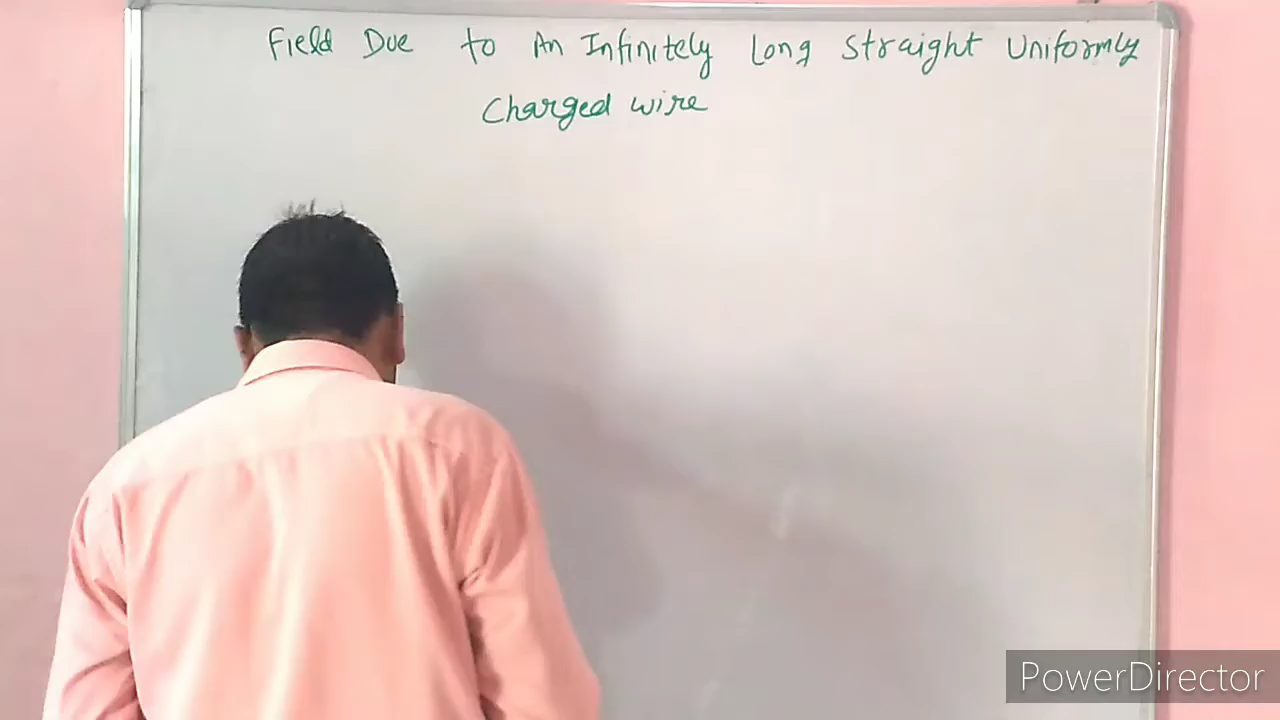 Field Due to An Infinitely Long Straight Uniformly
Charged wire
PowerDirector